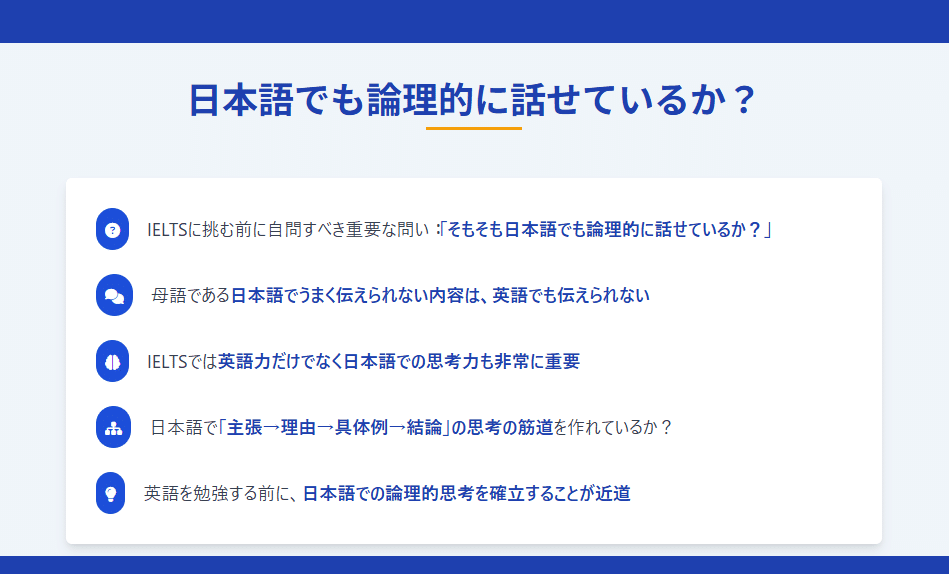 日本語でも論理的に話せているか？
IELTSに挑む前に自問すべき重要な問い：「そもそも日本語でも論理的に話せているか？」
母語である日本語でうまく伝えられない内容は、英語でも伝えられない
IELTSでは英語力だけでなく日本語での思考力も非常に重要
日本語で「主張→理由→具体例→結論」の思考の筋道を作れているか？
英語を勉強する前に、日本語での論理的思考を確立することが近道